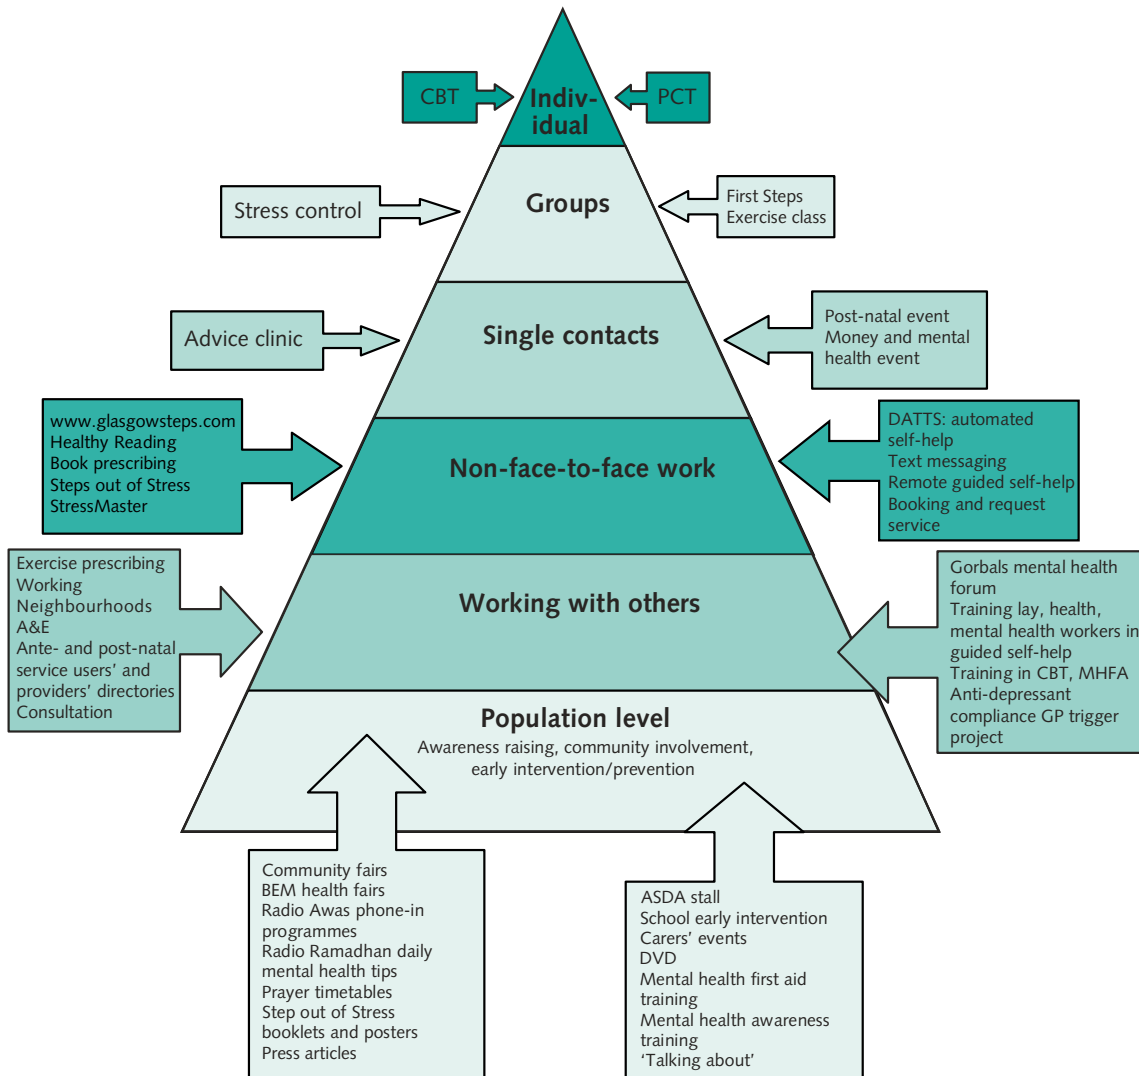 CBT
Indiv-
idual
PCT
Stress control
Groups
First Steps
Exercise class
Advice clinic
Single contacts
Post-natal event
Money and mental
health event
www.glasgowsteps.com
Healthy Reading
Book prescribing
Steps out of Stress
StressMaster
Non-face-to-face work
DATTS: automated
self-help
Text messaging
Remote guided self-help
Booking and request
service
Exercise prescribing
Working
Neighbourhoods
A&E
Ante- and post-natal
service users' and
providers' directories
Consultation
Working with others
Gorbals mental health
forum
Training lay, health,
mental health workers in
guided self-help
Training in CBT, MHFA
Anti-depressant
compliance GP trigger
project
Population level
Awareness raising, community involvement,
early intervention/prevention
Community fairs
BEM health fairs
Radio Awas phone-in
programmes
Radio Ramadhan daily
mental health tips
Prayer timetables
Step out of Stress
booklets and posters
Press articles
ASDA stall
School early intervention
Carers' events
DVD
Mental health first aid
training
Mental health awareness
training
'Talking about'